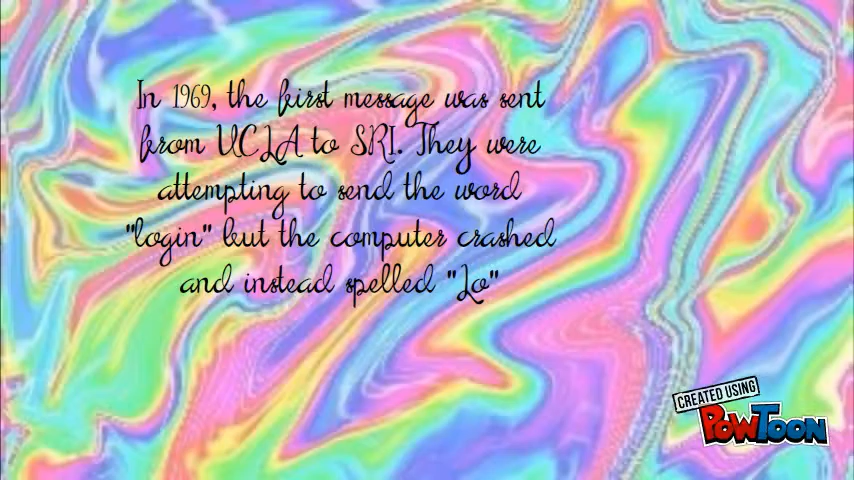 In 1969, the first message was sent
from UCLA to SRI. They were
attempting to send the word
"login" but the computer crashed
and instead spelled "Lo"
CREATED USING
POWTOON